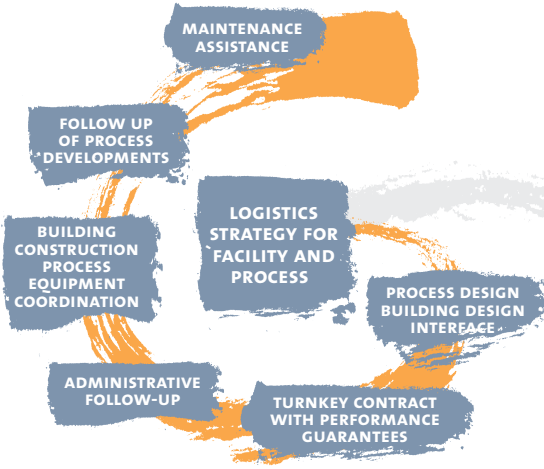 MAINTENANCE
ASSISTANCE
FOLLOW UP
OF PROCESS
DEVELOPMENTS
LOGISTICS
STRATEGY FOR
FACILITY AND
PROCESS
BUILDING
CONSTRUCTION
PROCESS
EQUIPMENT
COORDINATION
PROCESS DESIGN
BUILDING DESIGN
INTERFACE
ADMINISTRATIVE
FOLLOW-UP
TURNKEY CONTRACT
WITH PERFORMANCE
GUARANTEES